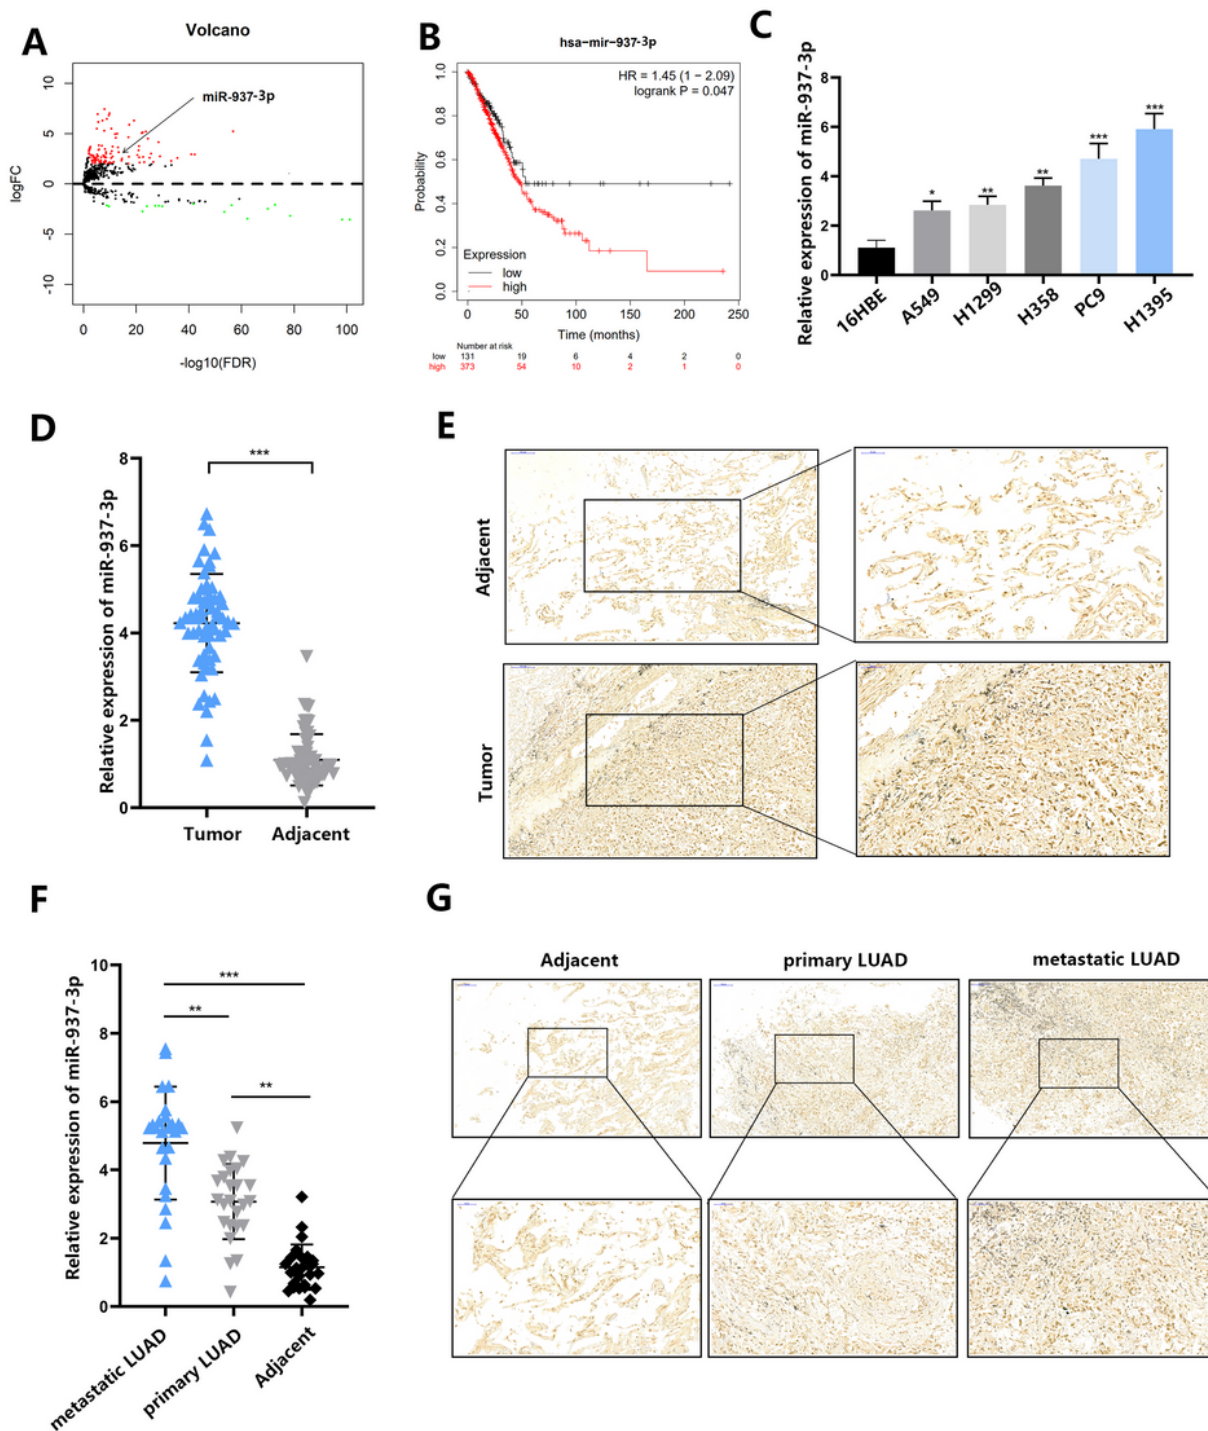 A
Volcano
miR-937-3p
logFC
10
5
0
-5
-10
0 20 40 60 80 100
-log10(FDR)
B
hsa-mir-937-3p
HR = 1.45 (1 − 2.09)
logrank P = 0.047
Probability
1.0
0.8
0.6
0.4
0.2
0.0
Expression
low
high
0 50 100 150 200 250
Time (months)
Number at risk
low 131 19 6 4 2 0
high 373 54 10 2 1 0
C
Relative expression of miR-937-3p
8
6
4
2
0
* ** ** *** ***
16HBE A549 H1299 H358 PC9 H1395
D
Relative expression of miR-937-3p
8
6
4
2
0
***
Tumor Adjacent
E
Adjacent
Tumor
F
Relative expression of miR-937-3p
10
8
6
4
2
0
***
**
**
metastatic LUAD primary LUAD Adjacent
G
Adjacent primary LUAD metastatic LUAD